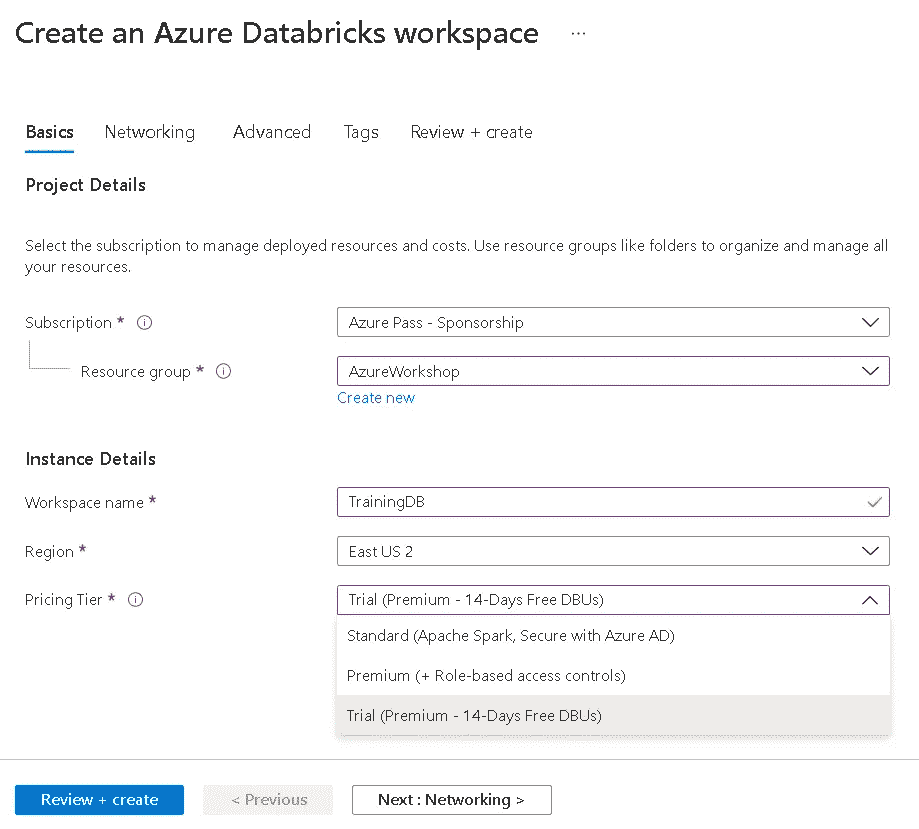 Create an Azure Databricks workspace ...
Basics Networking Advanced Tags Review + create
Project Details
Select the subscription to manage deployed resources and costs. Use resource groups like folders to organize and manage all
your resources.
Subscription * Azure Pass - Sponsorship
Resource group * AzureWorkshop
Create new
Instance Details
Workspace name * TrainingDB
Region * East US 2
Pricing Tier * Trial (Premium - 14-Days Free DBUs)
Standard (Apache Spark, Secure with Azure AD)
Premium (+ Role-based access controls)
Trial (Premium - 14-Days Free DBUs)
Review + create < Previous Next : Networking >